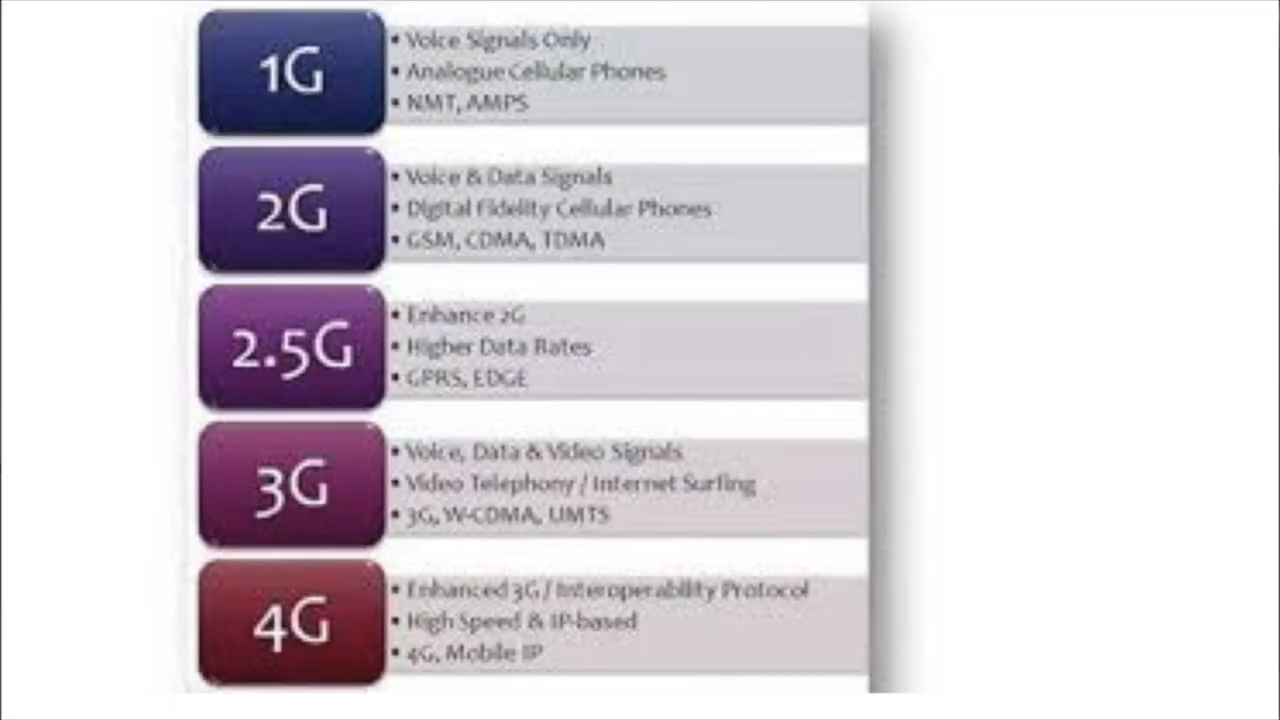 1G
• Voice Signals Only
• Analogue Cellular Phones
• NMT, AMPS
2G
• Voice & Data Signals
• Digital Fidelity Cellular Phones
• GSM, CDMA, TDMA
2.5G
• Enhance 2G
• Higher Data Rates
• GPRS, EDGE
3G
• Voice, Data & Video Signals
• Video Telephony / Internet Surfing
• 3G, W-CDMA, UMTS
4G
• Enhanced 3G / Interoperability Protocol
• High Speed & IP-based
• 4G, Mobile IP